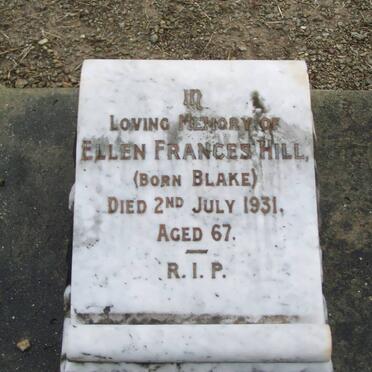 IN
LOVING MEMORY OF
ELLEN FRANCES HILL,
(BORN BLAKE)
DIED 2ND JULY 1931.
AGED 67.
R.I.P.